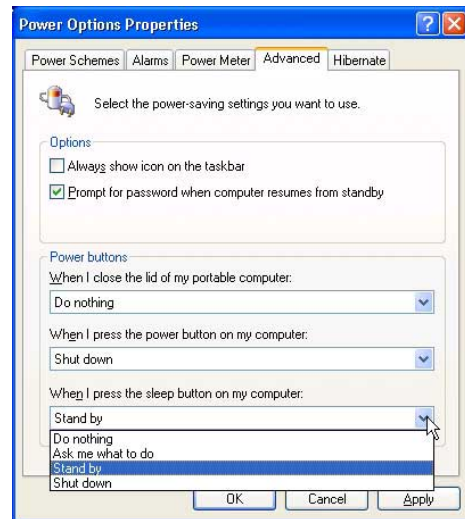 Power Options Properties
Power Schemes Alarms Power Meter Advanced Hibernate
Select the power-saving settings you want to use.
Options
Always show icon on the taskbar
Prompt for password when computer resumes from standby
Power buttons
When I close the lid of my portable computer:
Do nothing
When I press the power button on my computer:
Shut down
When I press the sleep button on my computer:
Stand by
Do nothing
Ask me what to do
Stand by
Shut down
OK Cancel Apply